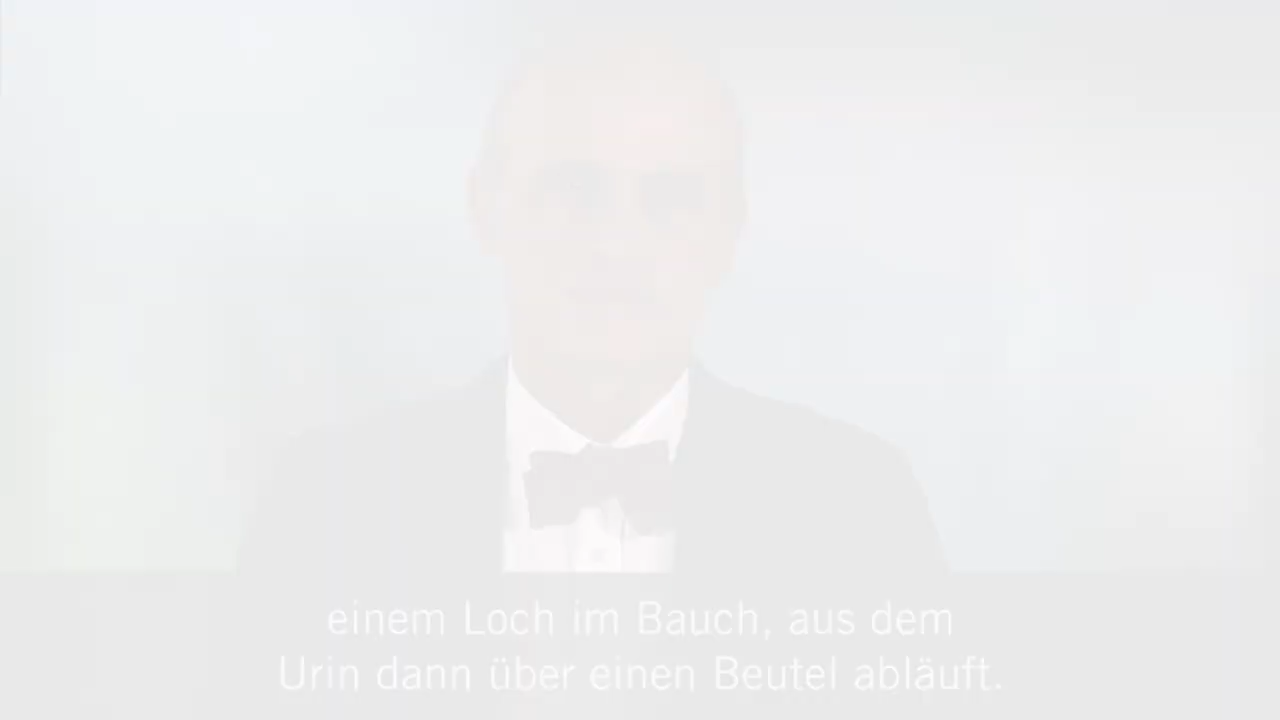 einem Loch im Bauch, aus dem
Urin dann über einen Beutel abläuft.